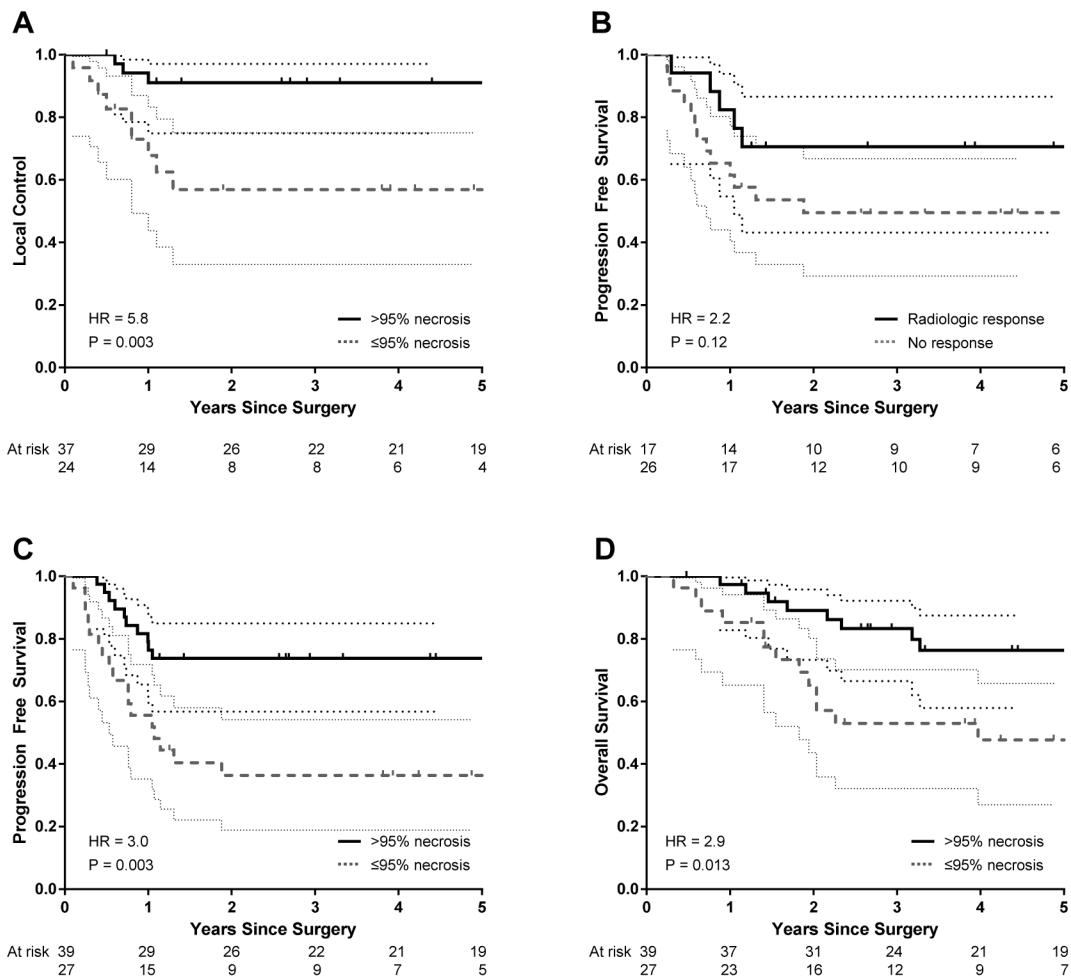 A
Local Control
1.0
0.8
0.6
0.4
0.2
0.0
HR = 5.8
P = 0.003
>95% necrosis
≤95% necrosis
0 1 2 3 4 5
Years Since Surgery
At risk 37 29 26 22 21 19
24 14 8 8 6 4
B
Progression Free Survival
1.0
0.8
0.6
0.4
0.2
0.0
HR = 2.2
P = 0.12
Radiologic response
No response
0 1 2 3 4 5
Years Since Surgery
At risk 17 14 10 9 7 6
26 17 12 10 9 6
C
Progression Free Survival
1.0
0.8
0.6
0.4
0.2
0.0
HR = 3.0
P = 0.003
>95% necrosis
≤95% necrosis
0 1 2 3 4 5
Years Since Surgery
At risk 39 29 26 22 21 19
27 15 9 9 7 5
D
Overall Survival
1.0
0.8
0.6
0.4
0.2
0.0
HR = 2.9
P = 0.013
>95% necrosis
≤95% necrosis
0 1 2 3 4 5
Years Since Surgery
At risk 39 37 31 24 21 19
27 23 16 12 9 7